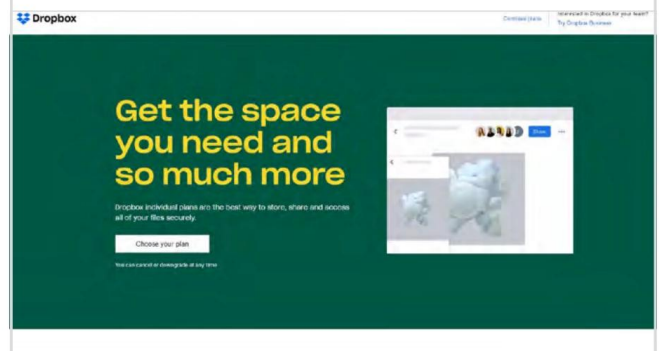 Dropbox
Compare plans
Interested in Dropbox for your team?
Try Dropbox Business
Get the space
you need and
so much more
Dropbox individual plans are the best way to store, share and access
all of your files securely.
Share
Choose your plan
You can cancel or downgrade at any time